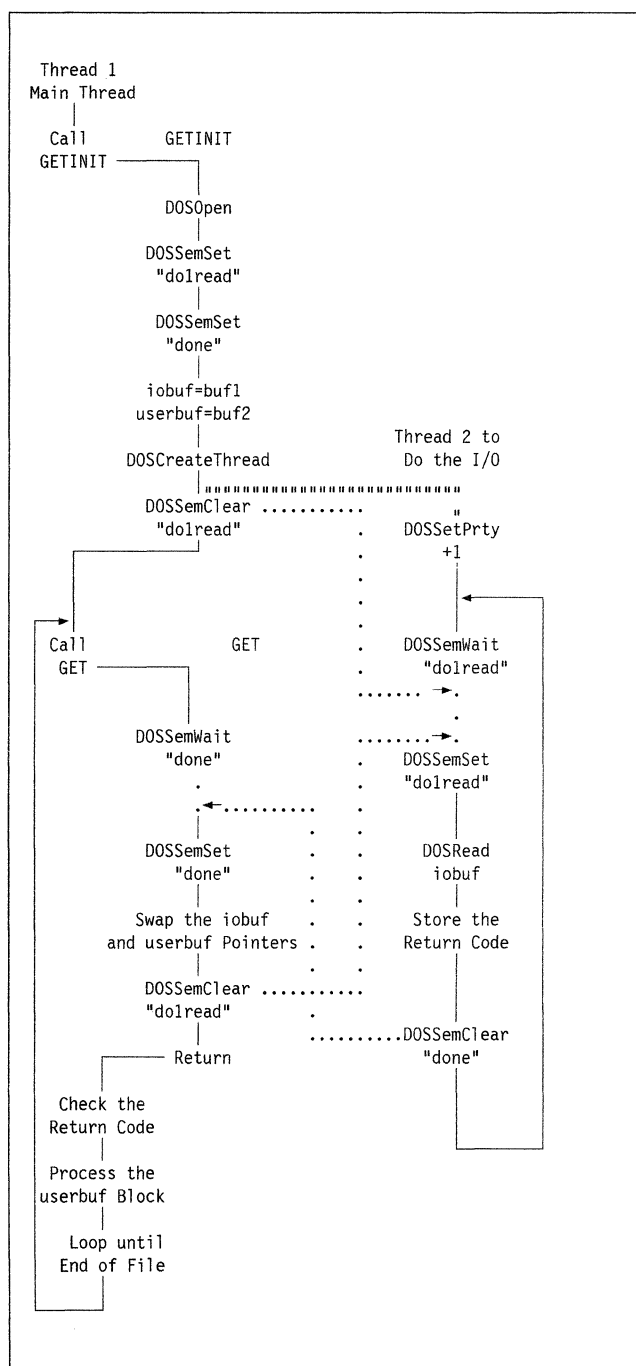 Thread 1
Main Thread
Call GETINIT
GETINIT
DOSOpen
DOSSemSet
"do1read"
DOSSemSet
"done"
iobuf=buf1
userbuf=buf2
Thread 2 to
DOSCreateThread Do the I/O
DOSSemClear
"do1read"
DOSSetPrty
+1
Call GET DOSSemWait
GET "do1read"
DOSSemWait
"done"
DOSSemSet
"do1read"
DOSSemSet DOSRead
"done" iobuf
Swap the iobuf Store the
and userbuf Pointers Return Code
DOSSemClear
"do1read"
DOSSemClear
Return "done"
Check the
Return Code
Process the
userbuf Block
Loop until
End of File